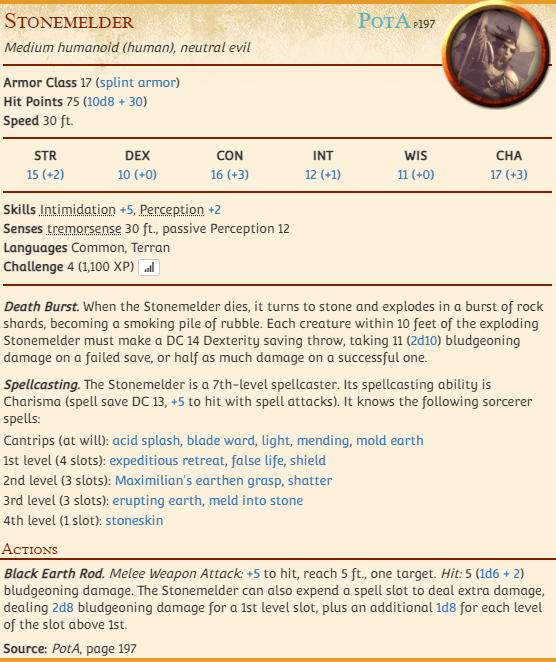 Stonemelder PotA p197
Medium humanoid (human), neutral evil
Armor Class 17 (splint armor)
Hit Points 75 (10d8 + 30)
Speed 30 ft.
STR DEX CON INT WIS CHA
15 (+2) 10 (+0) 16 (+3) 12 (+1) 11 (+0) 17 (+3)
Skills Intimidation +5, Perception +2
Senses tremorsense 30 ft., passive Perception 12
Languages Common, Terran
Challenge 4 (1,100 XP)
Death Burst. When the Stonemelder dies, it turns to stone and explodes in a burst of rock
shards, becoming a smoking pile of rubble. Each creature within 10 feet of the exploding
Stonemelder must make a DC 14 Dexterity saving throw, taking 11 (2d10) bludgeoning
damage on a failed save, or half as much damage on a successful one.
Spellcasting. The Stonemelder is a 7th-level spellcaster. Its spellcasting ability is
Charisma (spell save DC 13, +5 to hit with spell attacks). It knows the following sorcerer
spells:
Cantrips (at will): acid splash, blade ward, light, mending, mold earth
1st level (4 slots): expeditious retreat, false life, shield
2nd level (3 slots): Maximilian's earthen grasp, shatter
3rd level (3 slots): erupting earth, meld into stone
4th level (1 slot): stoneskin
Actions
Black Earth Rod. Melee Weapon Attack: +5 to hit, reach 5 ft., one target. Hit: 5 (1d6 + 2)
bludgeoning damage. The Stonemelder can also expend a spell slot to deal extra damage,
dealing 2d8 bludgeoning damage for a 1st level slot, plus an additional 1d8 for each level
of the slot above 1st.
Source: PotA, page 197